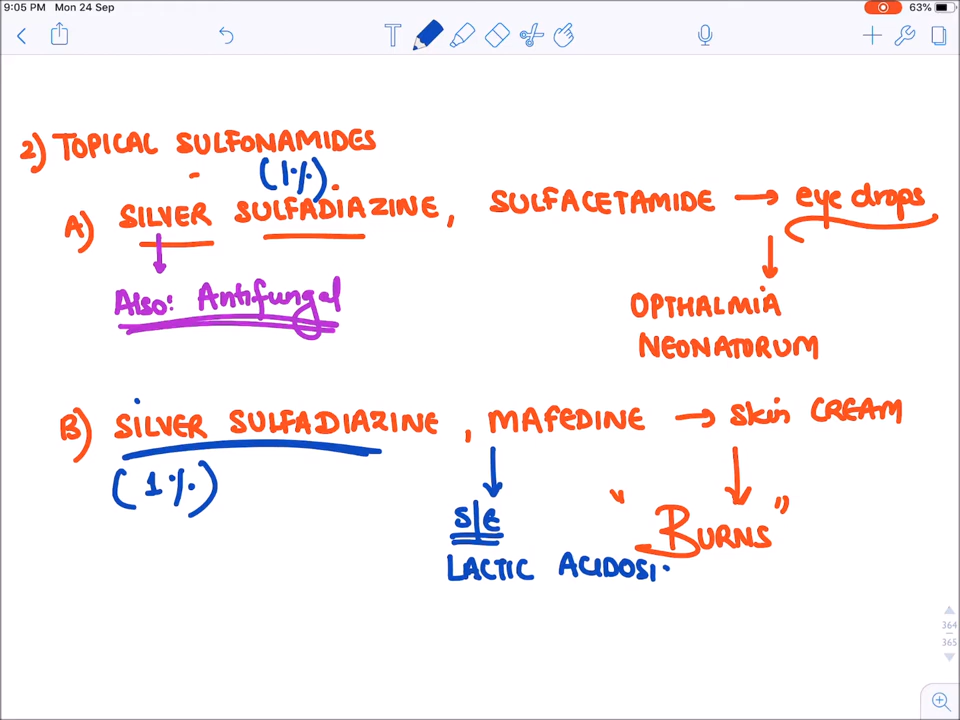 9:05 PM Mon 24 Sep 63%
2) TOPICAL SULFONAMIDES
(1%)
A) SILVER SULFADIAZINE, SULFACETAMIDE → eye drops
Also: Antifungal
OPTHALMIA
NEONATORUM
B) SILVER SULFADIAZINE, MAFEDINE → Skin CREAM
(1%)
S|E
"BURNS"
LACTIC ACIDOSI
364
365